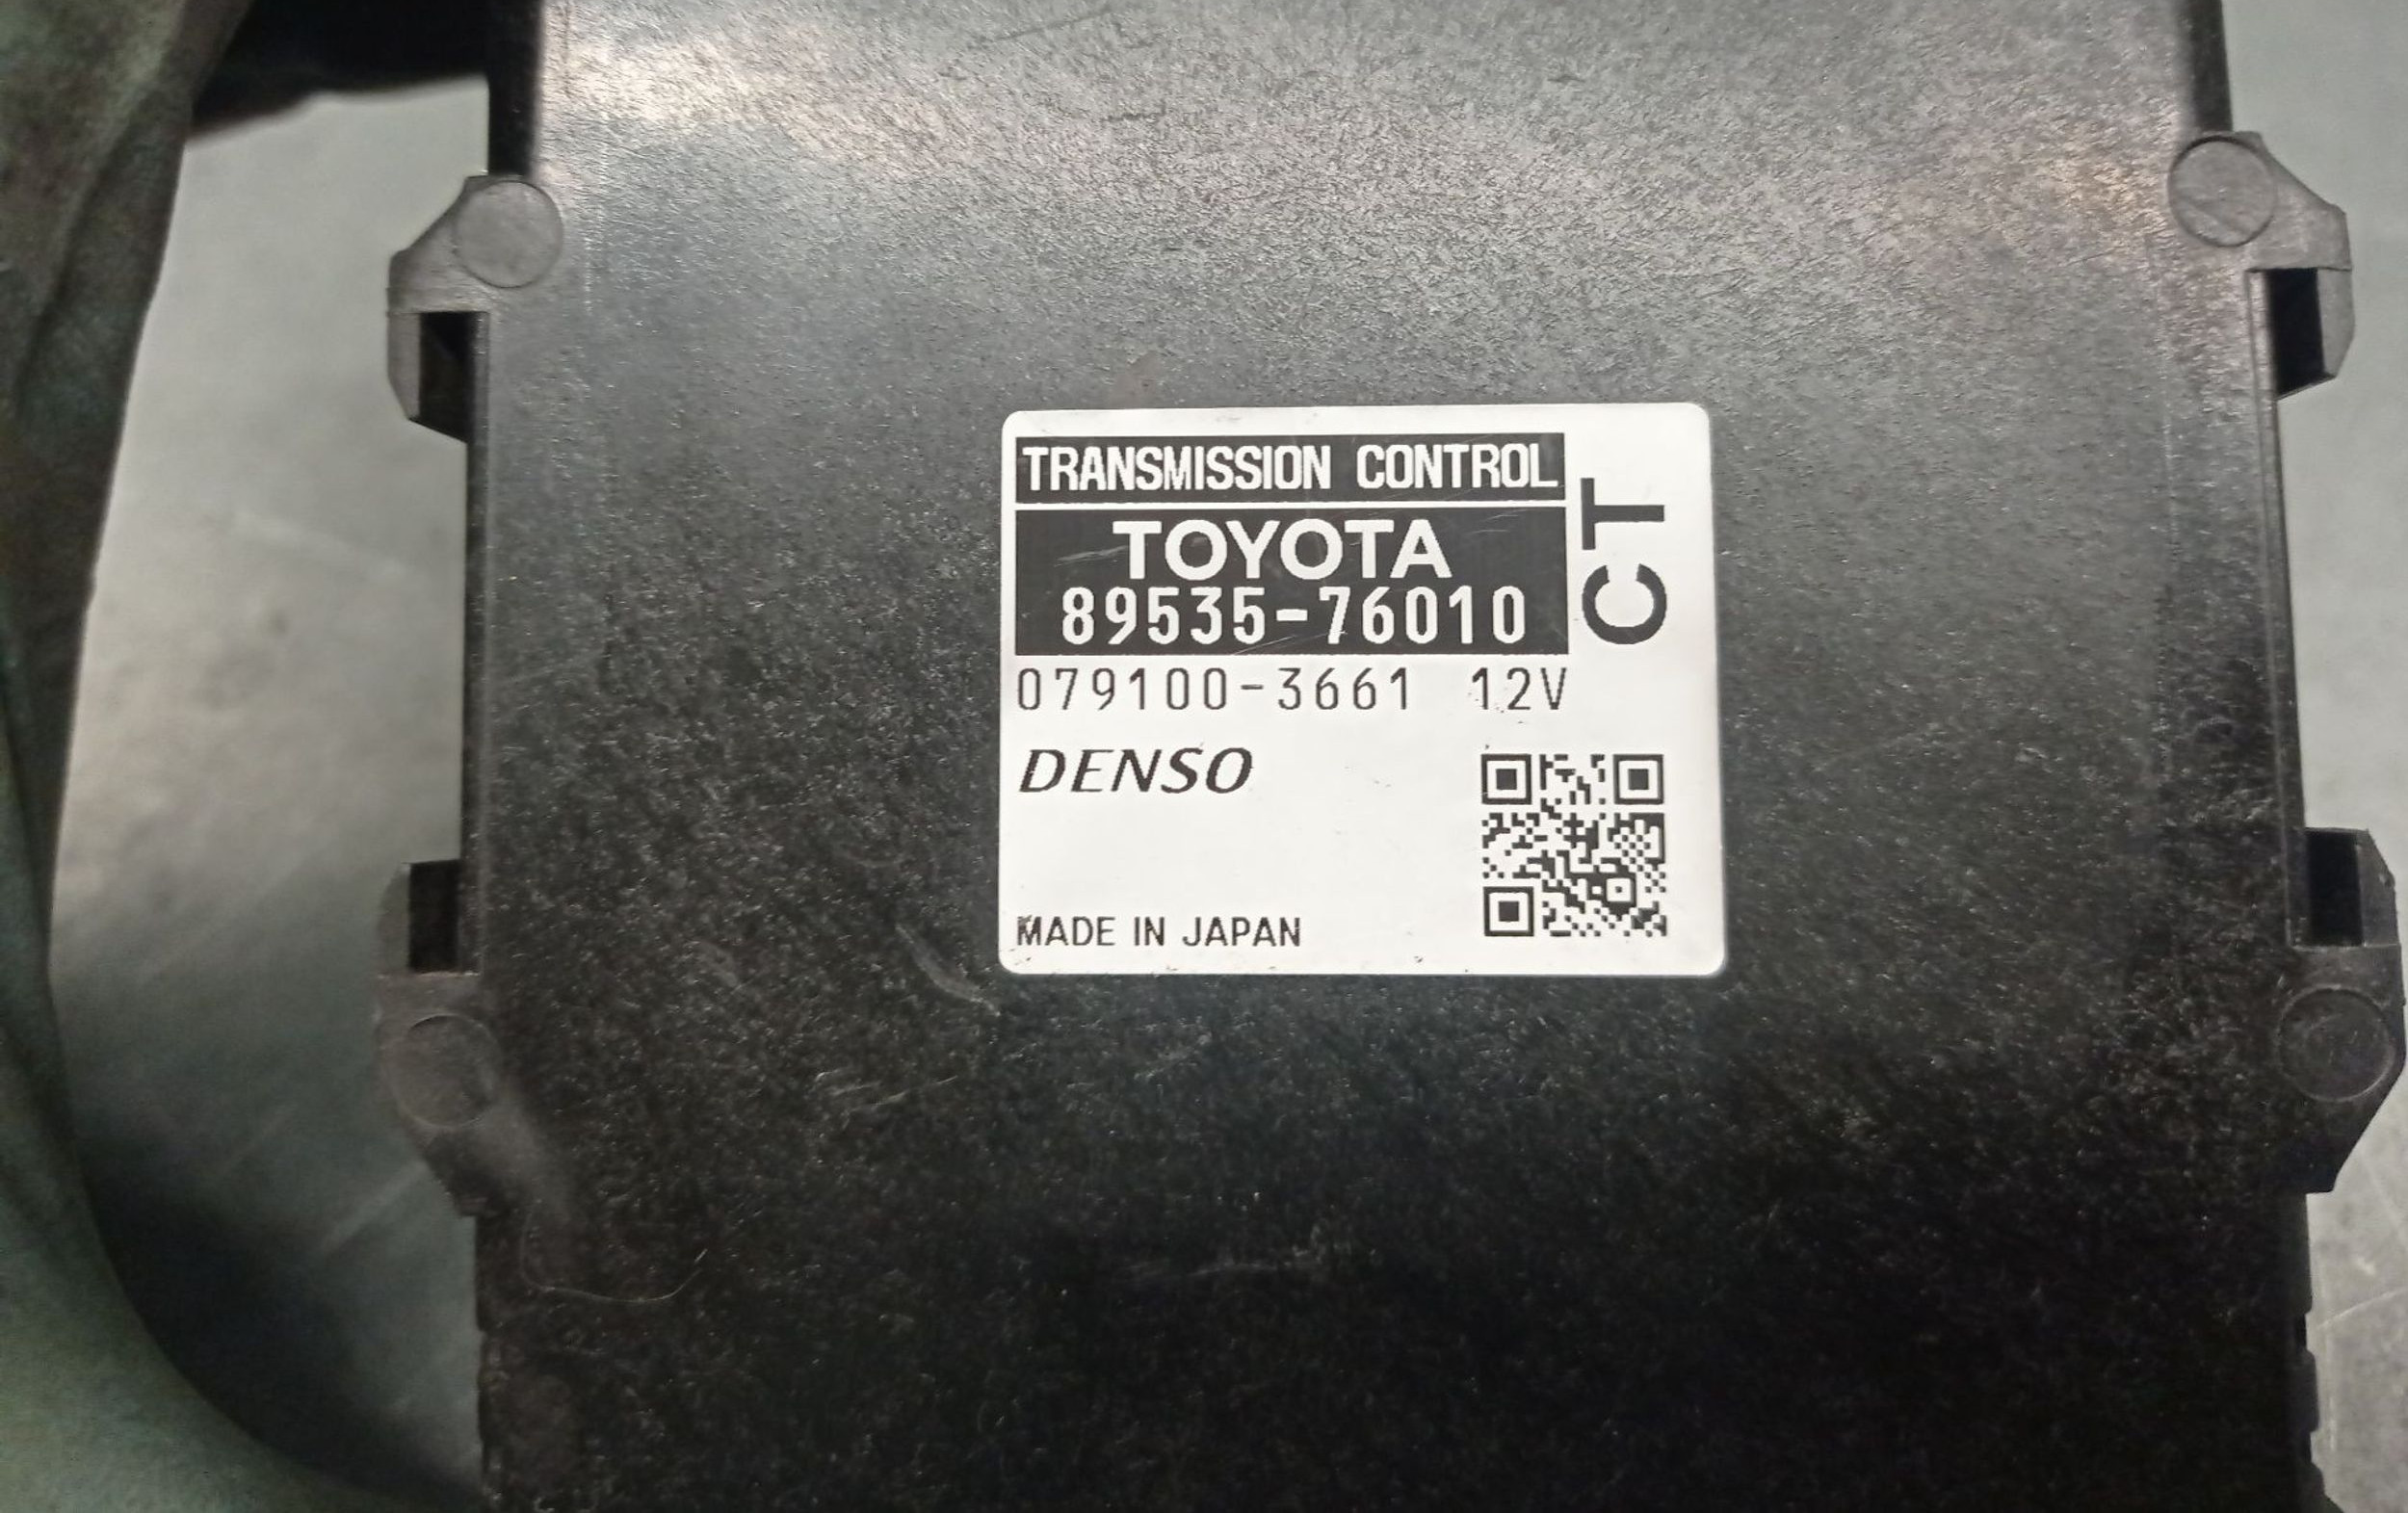 TRANSMISSION CONTROL
TOYOTA
89535-76010
CT
079100-3661 12V
DENSO
MADE IN JAPAN